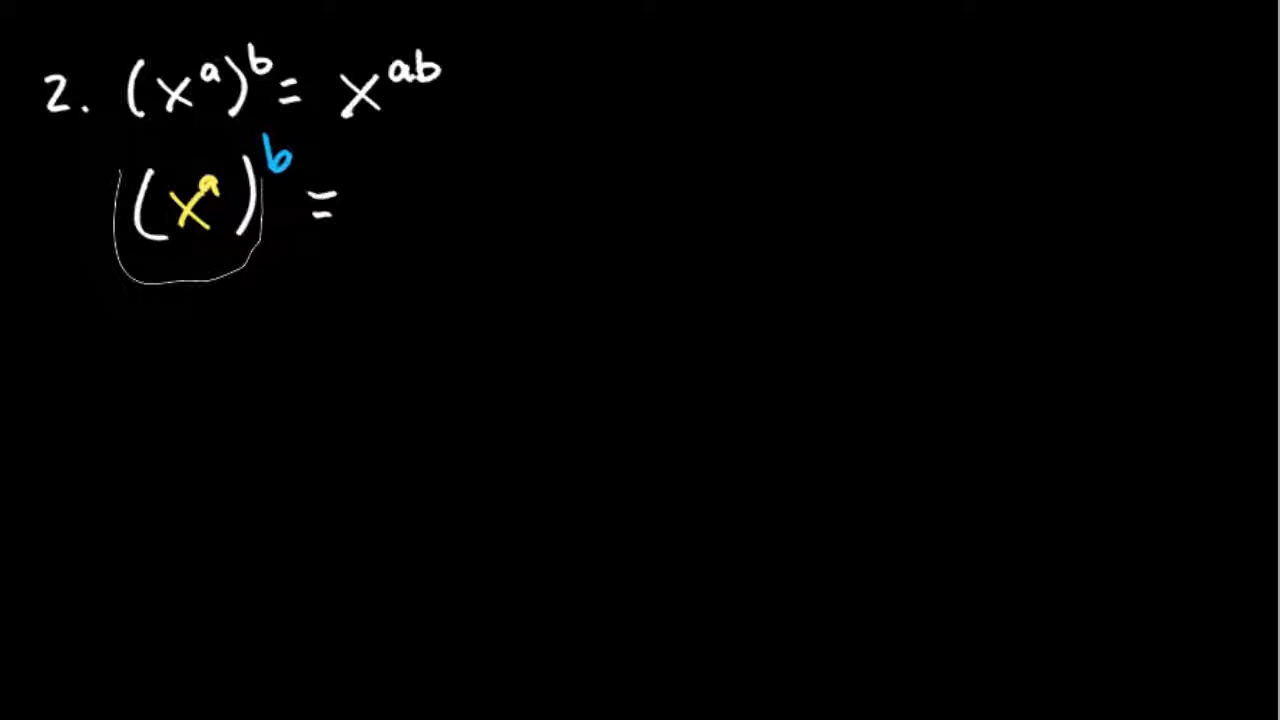 2. (x^a)^b = x^ab
(x^a)^b =